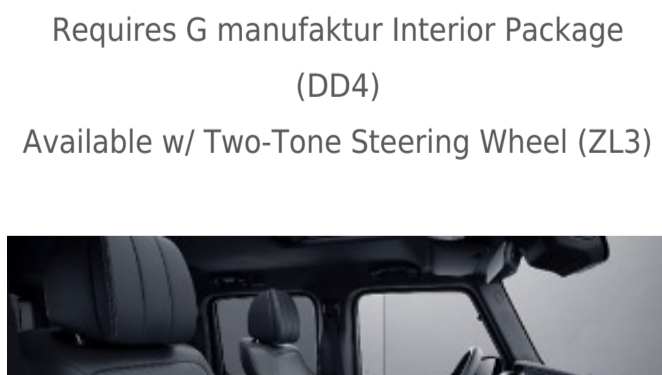 Requires G manufaktur Interior Package
(DD4)
Available w/ Two-Tone Steering Wheel (ZL3)